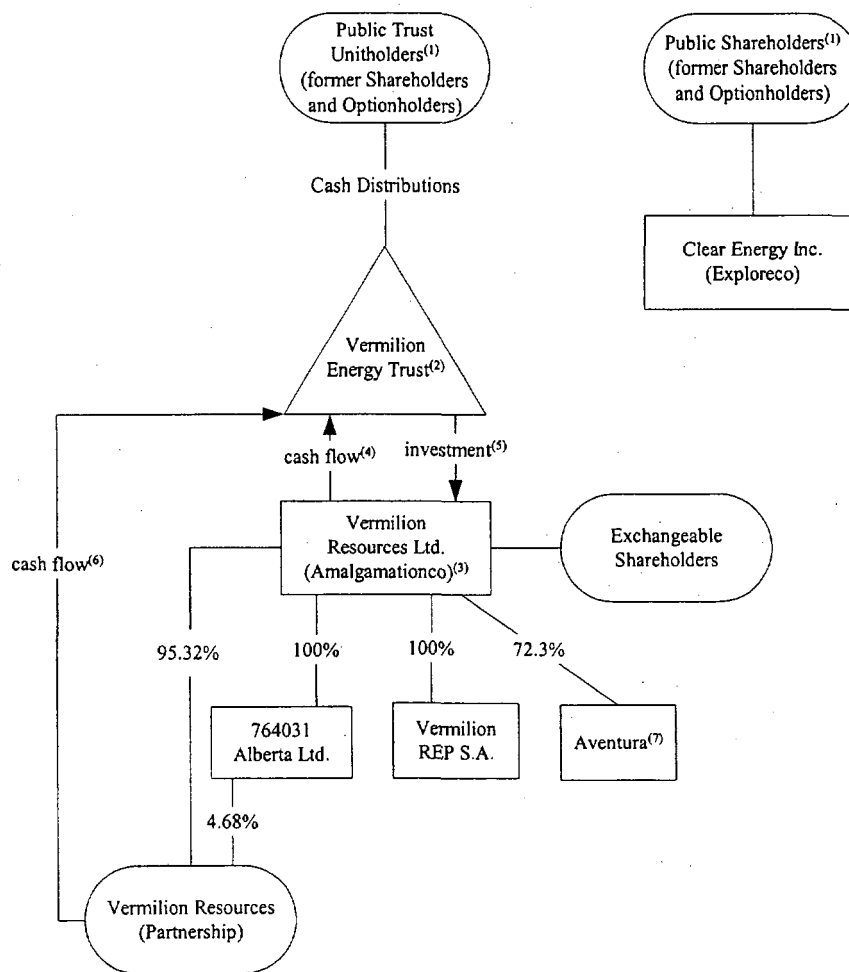 Public Trust
Unitholders(1)
(former Shareholders
and Optionholders)
Public Shareholders(1)
(former Shareholders
and Optionholders)
Cash Distributions
Clear Energy Inc.
(Exploreco)
Vermilion
Energy Trust(2)
cash flow(4)
investment(5)
Vermilion
Resources Ltd.
(Amalgamationco)(3)
Exchangeable
Shareholders
cash flow(6)
95.32%
100%
100%
72.3%
764031
Alberta Ltd.
Vermilion
REP S.A.
Aventura(7)
4.68%
Vermilion Resources
(Partnership)